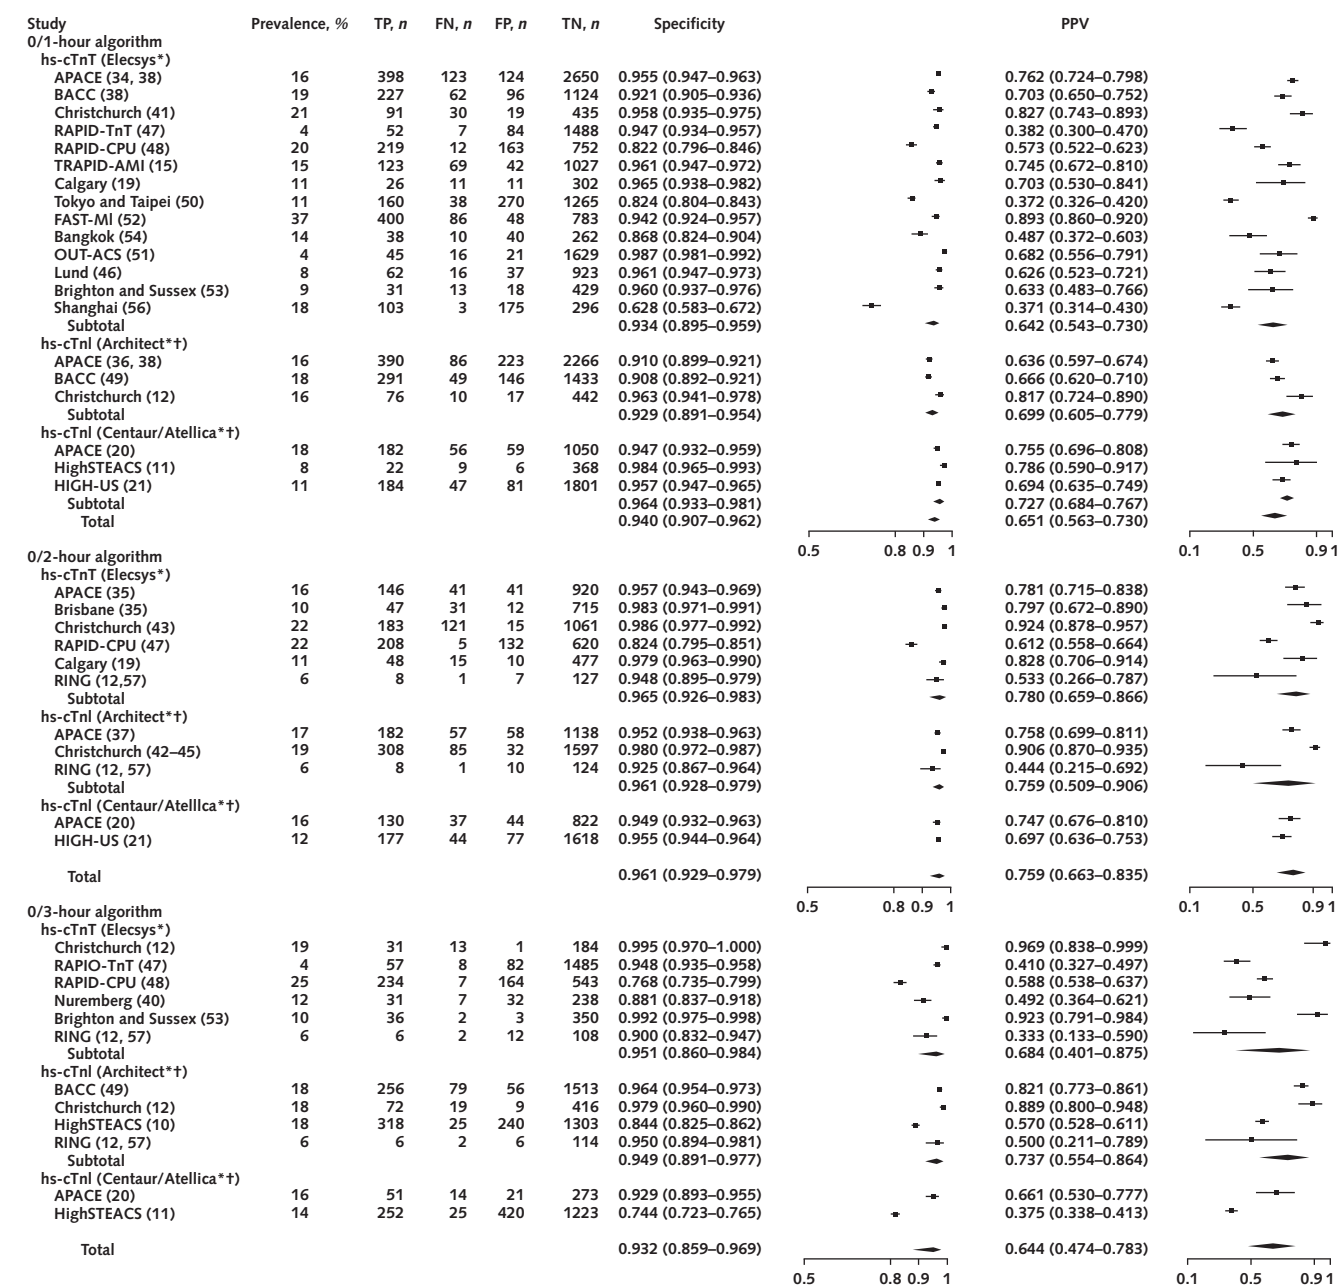 Study Prevalence, % TP, n FN, n FP, n TN, n Specificity PPV
0/1-hour algorithm
hs-cTnT (Elecsys*)
APACE (34, 38) 16 398 123 124 2650 0.955 (0.947–0.963) 0.762 (0.724–0.798)
BACC (38) 19 227 62 96 1124 0.921 (0.905–0.936) 0.703 (0.650–0.752)
Christchurch (41) 21 91 30 19 435 0.958 (0.935–0.975) 0.827 (0.743–0.893)
RAPID-TnT (47) 4 52 7 84 1488 0.947 (0.934–0.957) 0.382 (0.300–0.470)
RAPID-CPU (48) 20 219 12 163 752 0.822 (0.796–0.846) 0.573 (0.522–0.623)
TRAPID-AMI (15) 15 123 69 42 1027 0.961 (0.947–0.972) 0.745 (0.672–0.810)
Calgary (19) 11 26 11 11 302 0.965 (0.938–0.982) 0.703 (0.530–0.841)
Tokyo and Taipei (50) 11 160 38 270 1265 0.824 (0.804–0.843) 0.372 (0.326–0.420)
FAST-MI (52) 37 400 86 48 783 0.942 (0.924–0.957) 0.893 (0.860–0.920)
Bangkok (54) 14 38 10 40 262 0.868 (0.824–0.904) 0.487 (0.372–0.603)
OUT-ACS (51) 4 45 16 21 1629 0.987 (0.981–0.992) 0.682 (0.556–0.791)
Lund (46) 8 62 16 37 923 0.961 (0.947–0.973) 0.626 (0.523–0.721)
Brighton and Sussex (53) 9 31 13 18 429 0.960 (0.937–0.976) 0.633 (0.483–0.766)
Shanghai (56) 18 103 3 175 296 0.628 (0.583–0.672) 0.371 (0.314–0.430)
Subtotal 0.934 (0.895–0.959) 0.642 (0.543–0.730)
hs-cTnI (Architect*†)
APACE (36, 38) 16 390 86 223 2266 0.910 (0.899–0.921) 0.636 (0.597–0.674)
BACC (49) 18 291 49 146 1433 0.908 (0.892–0.921) 0.666 (0.620–0.710)
Christchurch (12) 16 76 10 17 442 0.963 (0.941–0.978) 0.817 (0.724–0.890)
Subtotal 0.929 (0.891–0.954) 0.699 (0.605–0.779)
hs-cTnI (Centaur/Atellica*†)
APACE (20) 18 182 56 59 1050 0.947 (0.932–0.959) 0.755 (0.696–0.808)
HighSTEACS (11) 8 22 9 6 368 0.984 (0.965–0.993) 0.786 (0.590–0.917)
HIGH-US (21) 11 184 47 81 1801 0.957 (0.947–0.965) 0.694 (0.635–0.749)
Subtotal 0.964 (0.933–0.981) 0.727 (0.684–0.767)
Total 0.940 (0.907–0.962) 0.651 (0.563–0.730)
0.5 0.8 0.9 1 0.1 0.5 0.9 1
0/2-hour algorithm
hs-cTnT (Elecsys*)
APACE (35) 16 146 41 41 920 0.957 (0.943–0.969) 0.781 (0.715–0.838)
Brisbane (35) 10 47 31 12 715 0.983 (0.971–0.991) 0.797 (0.672–0.890)
Christchurch (43) 22 183 121 15 1061 0.986 (0.977–0.992) 0.924 (0.878–0.957)
RAPID-CPU (47) 22 208 5 132 620 0.824 (0.795–0.851) 0.612 (0.558–0.664)
Calgary (19) 11 48 15 10 477 0.979 (0.963–0.990) 0.828 (0.706–0.914)
RING (12,57) 6 8 1 7 127 0.948 (0.895–0.979) 0.533 (0.266–0.787)
Subtotal 0.965 (0.926–0.983) 0.780 (0.659–0.866)
hs-cTnI (Architect*†)
APACE (37) 17 182 57 58 1138 0.952 (0.938–0.963) 0.758 (0.699–0.811)
Christchurch (42–45) 19 308 85 32 1597 0.980 (0.972–0.987) 0.906 (0.870–0.935)
RING (12, 57) 6 8 1 10 124 0.925 (0.867–0.964) 0.444 (0.215–0.692)
Subtotal 0.961 (0.928–0.979) 0.759 (0.509–0.906)
hs-cTnI (Centaur/Atelllca*†)
APACE (20) 16 130 37 44 822 0.949 (0.932–0.963) 0.747 (0.676–0.810)
HIGH-US (21) 12 177 44 77 1618 0.955 (0.944–0.964) 0.697 (0.636–0.753)
Total 0.961 (0.929–0.979) 0.759 (0.663–0.835)
0.5 0.8 0.9 1 0.1 0.5 0.9 1
0/3-hour algorithm
hs-cTnT (Elecsys*)
Christchurch (12) 19 31 13 1 184 0.995 (0.970–1.000) 0.969 (0.838–0.999)
RAPIO-TnT (47) 4 57 8 82 1485 0.948 (0.935–0.958) 0.410 (0.327–0.497)
RAPID-CPU (48) 25 234 7 164 543 0.768 (0.735–0.799) 0.588 (0.538–0.637)
Nuremberg (40) 12 31 7 32 238 0.881 (0.837–0.918) 0.492 (0.364–0.621)
Brighton and Sussex (53) 10 36 2 3 350 0.992 (0.975–0.998) 0.923 (0.791–0.984)
RING (12, 57) 6 6 2 12 108 0.900 (0.832–0.947) 0.333 (0.133–0.590)
Subtotal 0.951 (0.860–0.984) 0.684 (0.401–0.875)
hs-cTnI (Architect*†)
BACC (49) 18 256 79 56 1513 0.964 (0.954–0.973) 0.821 (0.773–0.861)
Christchurch (12) 18 72 19 9 416 0.979 (0.960–0.990) 0.889 (0.800–0.948)
HighSTEACS (10) 18 318 25 240 1303 0.844 (0.825–0.862) 0.570 (0.528–0.611)
RING (12, 57) 6 6 2 6 114 0.950 (0.894–0.981) 0.500 (0.211–0.789)
Subtotal 0.949 (0.891–0.977) 0.737 (0.554–0.864)
hs-cTnI (Centaur/Atellica*†)
APACE (20) 16 51 14 21 273 0.929 (0.893–0.955) 0.661 (0.530–0.777)
HighSTEACS (11) 14 252 25 420 1223 0.744 (0.723–0.765) 0.375 (0.338–0.413)
Total 0.932 (0.859–0.969) 0.644 (0.474–0.783)
0.5 0.8 0.9 1 0.1 0.5 0.9 1